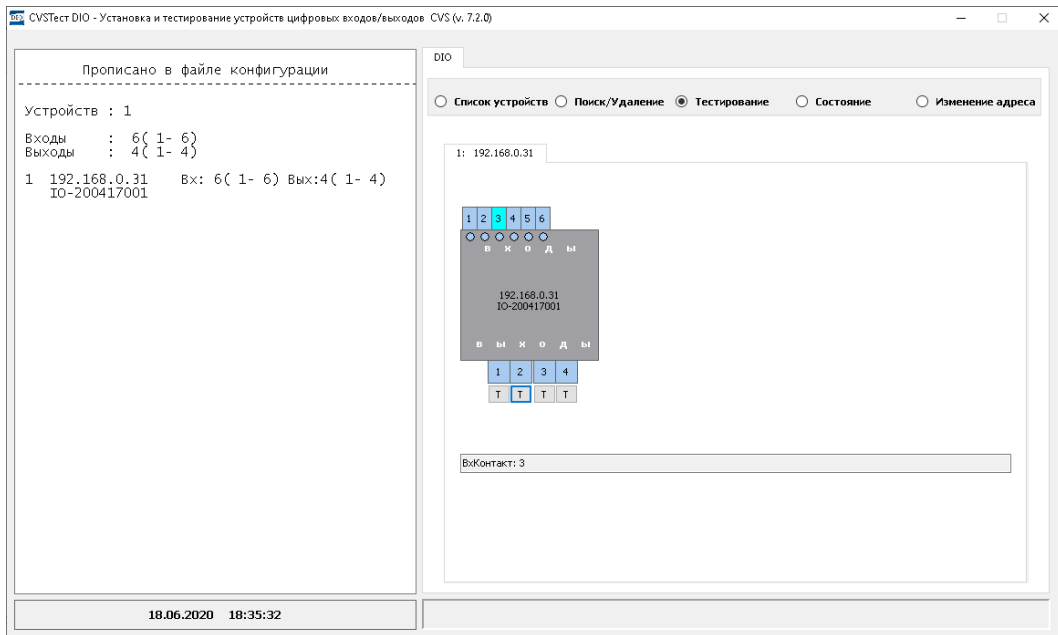 DIO CVSТест DIO - Установка и тестирование устройств цифровых входов/выходов CVS (v. 7.2.0)
Прописано в файле конфигурации
Устройств : 1
Входы : 6( 1- 6)
Выходы : 4( 1- 4)
1 192.168.0.31 Вх: 6( 1- 6) Вых:4( 1- 4)
IO-200417001
18.06.2020 18:35:32
DIO
Список устройств Поиск/Удаление Тестирование Состояние Изменение адреса
1: 192.168.0.31
1 2 3 4 5 6
в х о д ы
192.168.0.31
IO-200417001
в ы х о д ы
1 2 3 4
T T T T
ВхКонтакт: 3